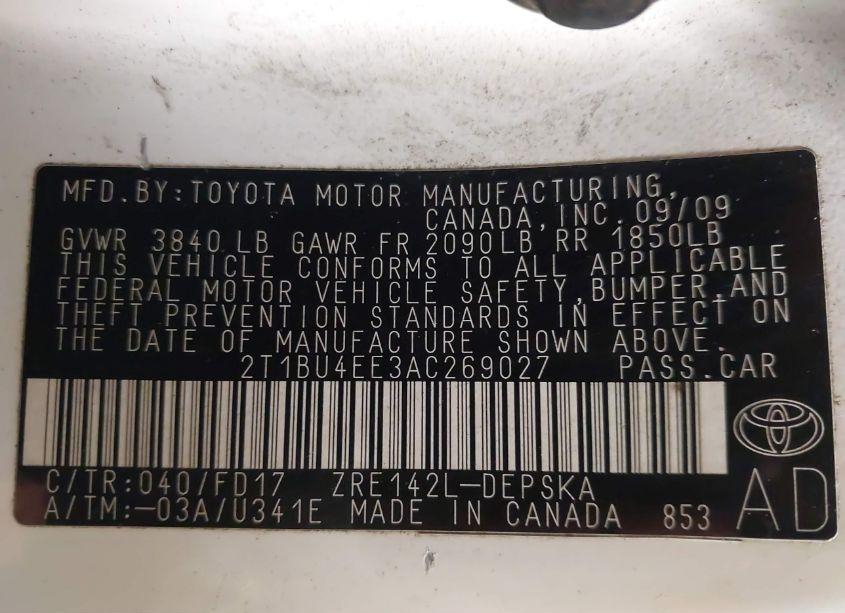 MFD.BY:TOYOTA MOTOR MANUFACTURING,
CANADA,INC. 09/09
GVWR 3840 LB GAWR FR 2090LB RR 1850LB
THIS VEHICLE CONFORMS TO ALL APPLICABLE
FEDERAL MOTOR VEHICLE SAFETY,BUMPER,AND
THEFT PREVENTION STANDARDS IN EFFECT ON
THE DATE OF MANUFACTURE SHOWN ABOVE.
2T1BU4EE3AC269027 PASS.CAR
C/TR:040/FD17 ZRE142L-DEPSKA
A/TM:-03A/U341E MADE IN CANADA 853
AD